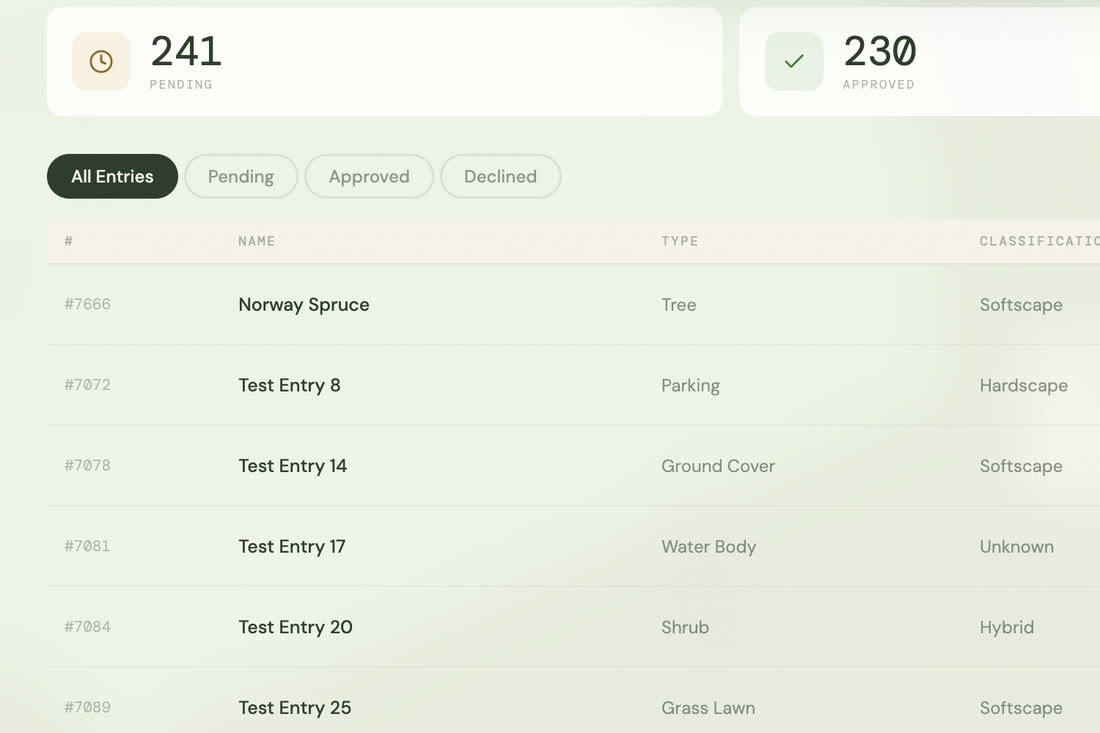 241
PENDING
230
APPROVED
All Entries Pending Approved Declined
# NAME TYPE
#7666 Norway Spruce Tree Softscape
#7072 Test Entry 8 Parking Hardscape
#7078 Test Entry 14 Ground Cover Softscape
#7081 Test Entry 17 Water Body Unknown
#7084 Test Entry 20 Shrub Hybrid
#7089 Test Entry 25 Grass Lawn Softscape